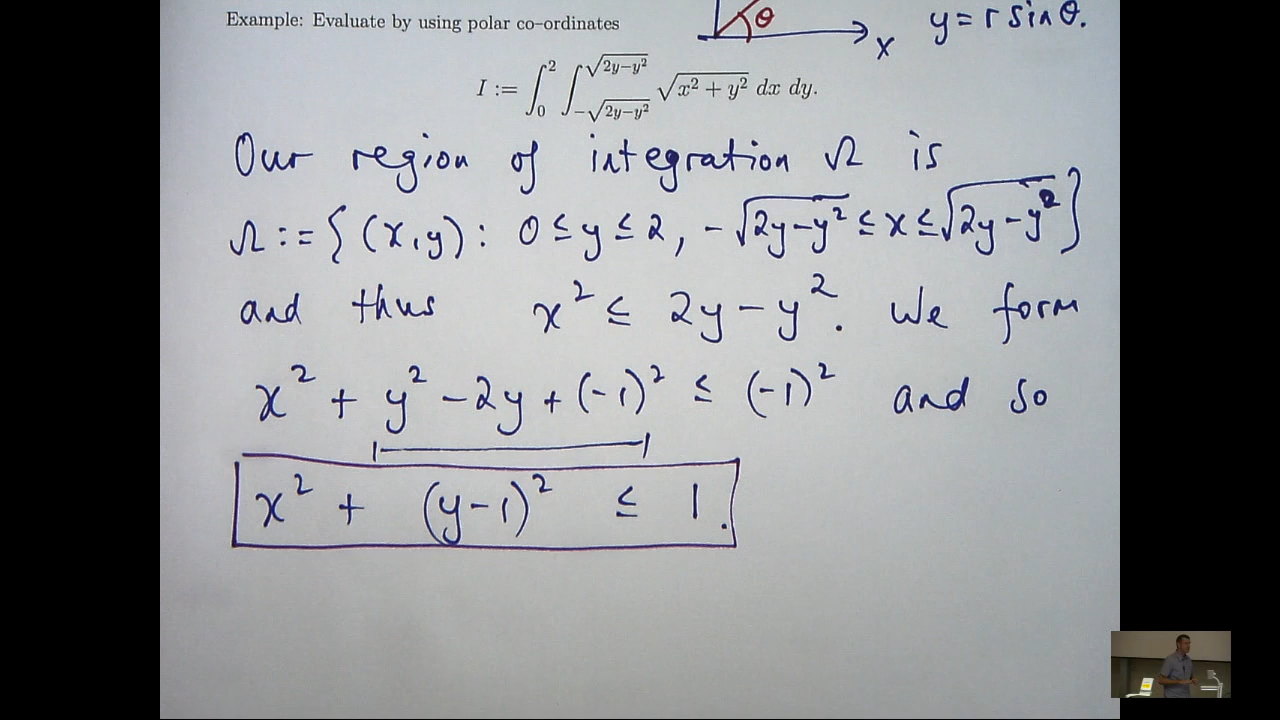 Example: Evaluate by using polar co–ordinates
θ
x
y = r sin θ.
I := ∫_0^2 ∫_{-√(2y−y²)}^{√(2y−y²)} √(x² + y²) dx dy.
Our region of integration Ω is
Ω := { (x,y) : 0 ≤ y ≤ 2, -√(2y-y²) ≤ x ≤ √(2y-y²) }
and thus x² ≤ 2y - y². We form
x² + y² - 2y + (-1)² ≤ (-1)² and so
x² + (y-1)² ≤ 1.